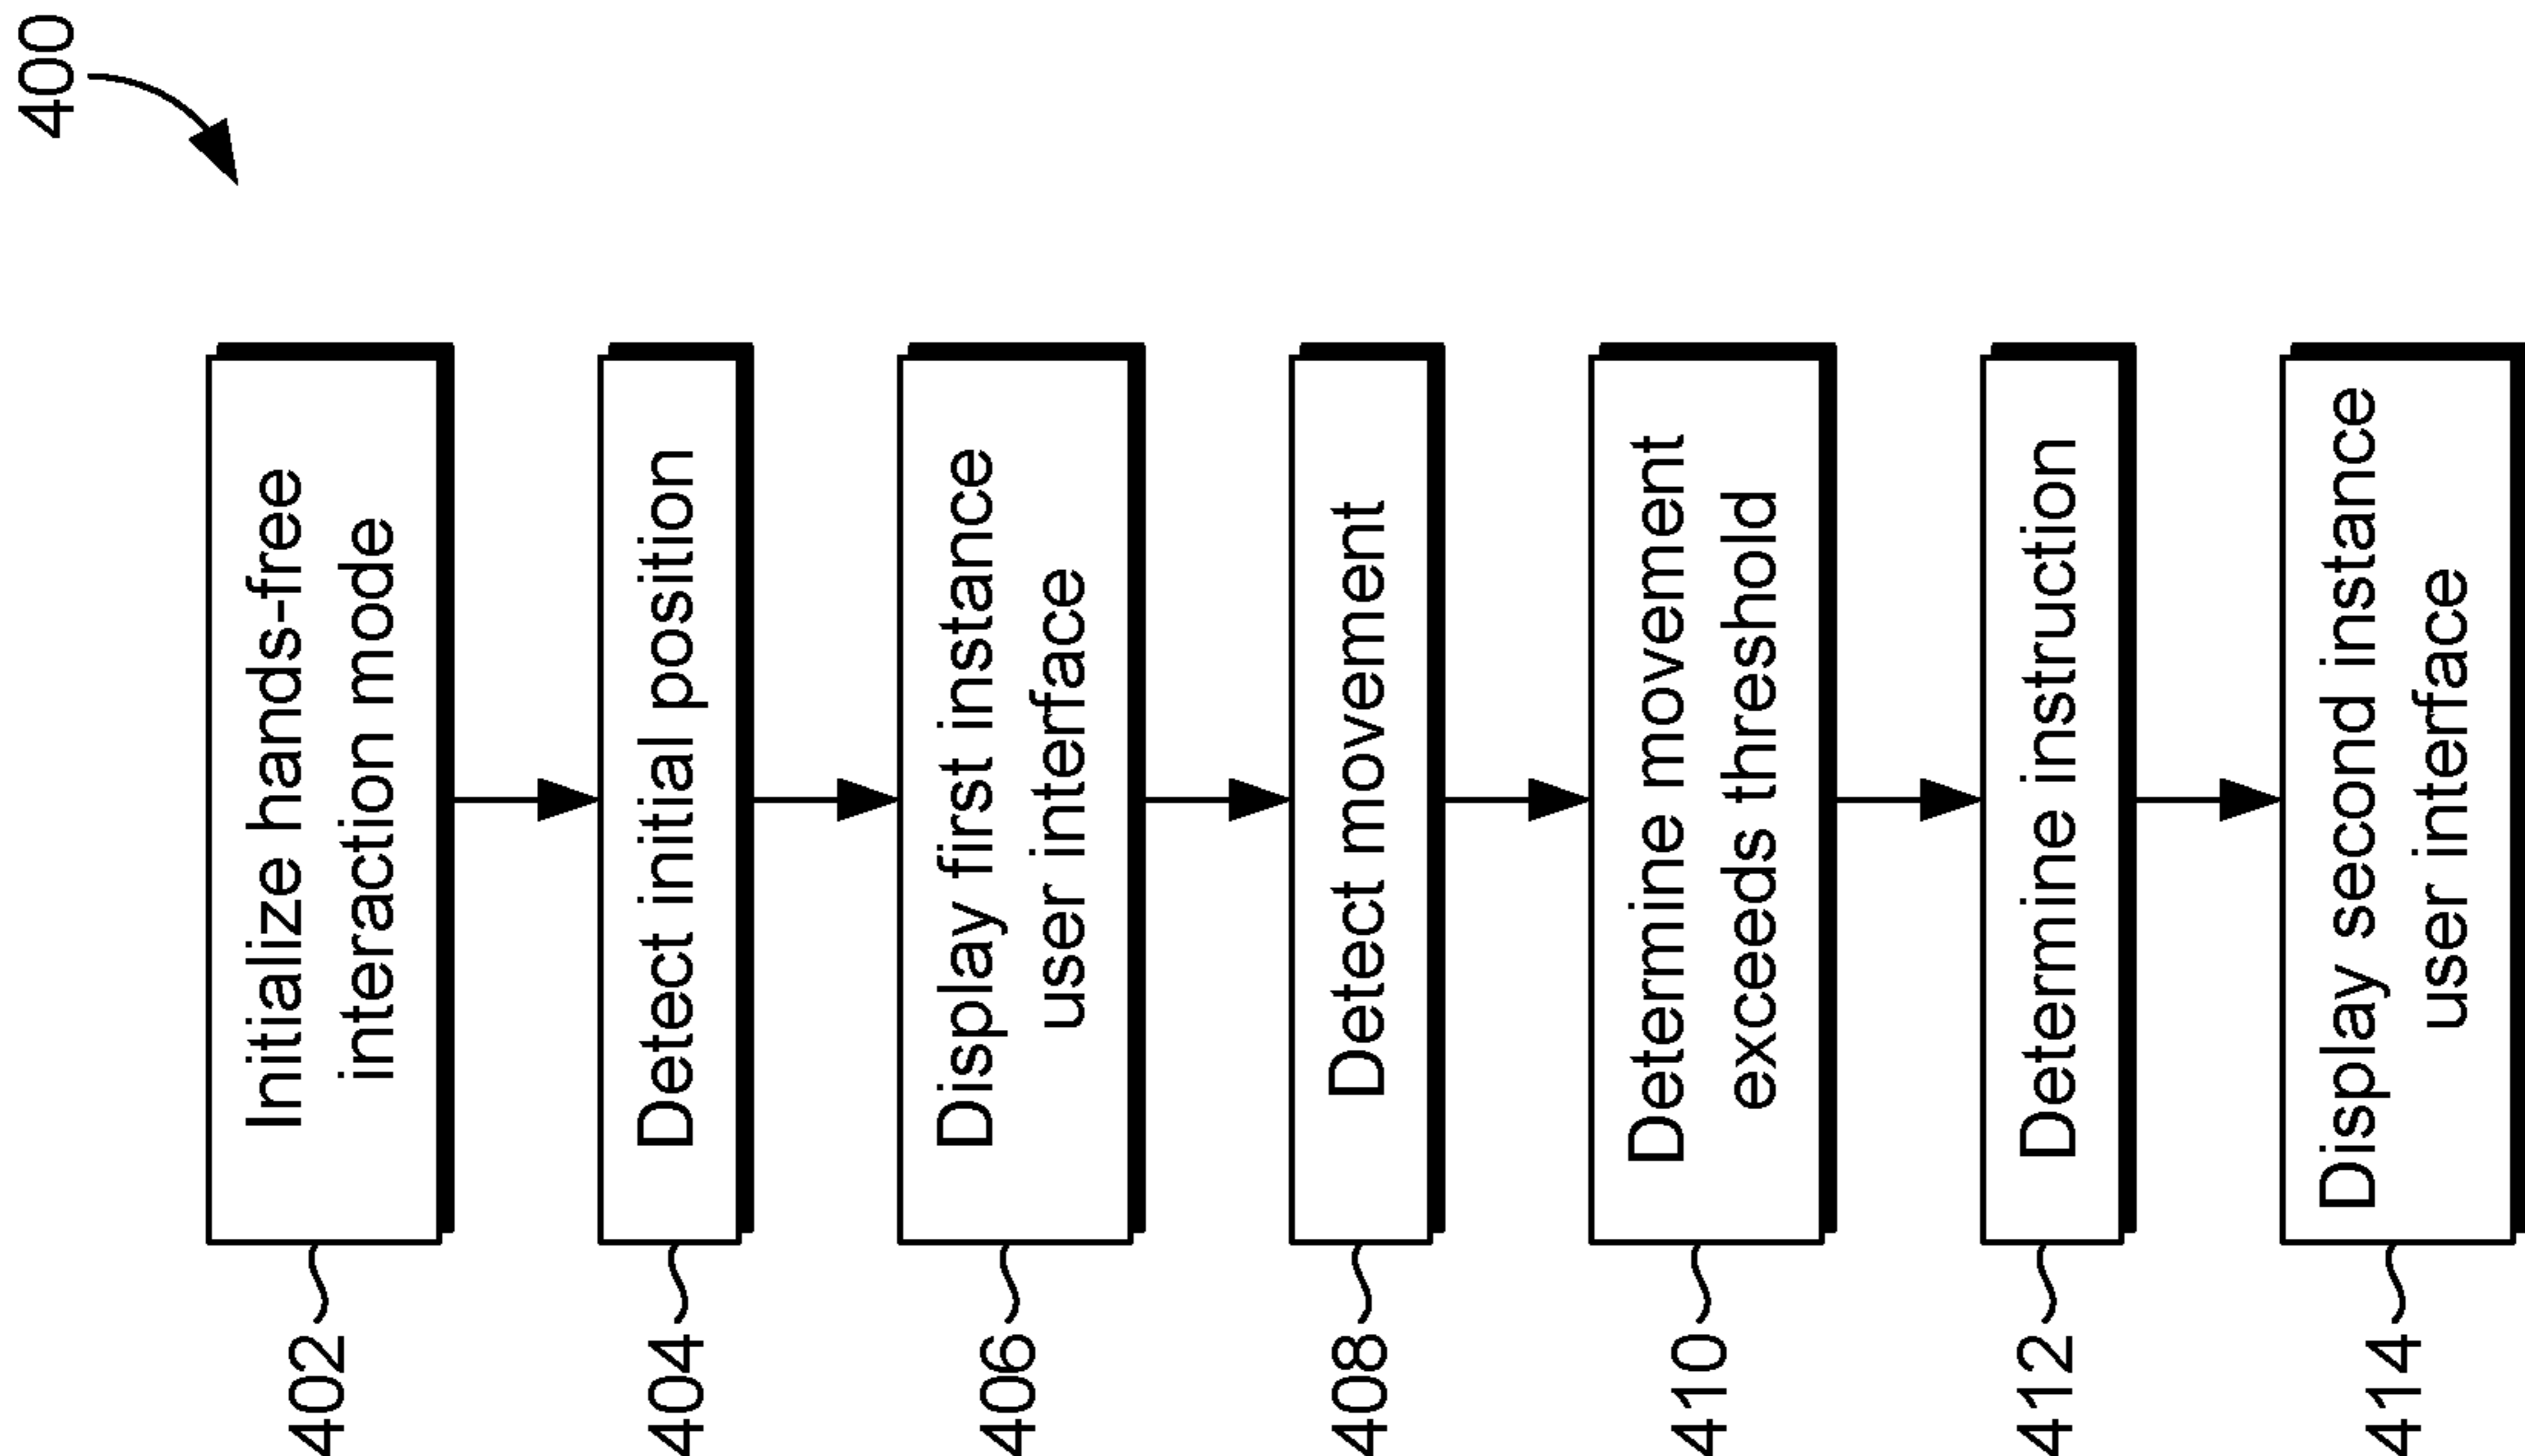 400
402
Initialize hands-free
interaction mode
404
Detect initial position
406
Display first instance
user interface
408
Detect movement
410
Determine movement
exceeds threshold
412
Determine instruction
414
Display second instance
user interface